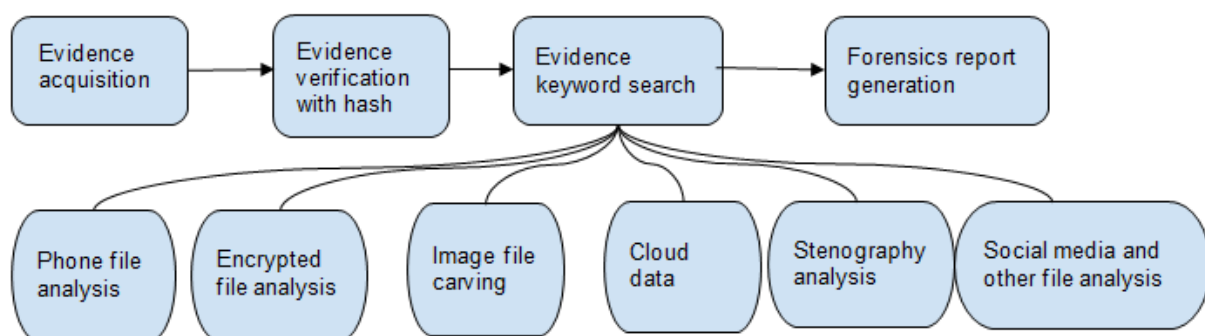 Evidence
acquisition
Evidence
verification
with hash
Evidence
keyword search
Forensics report
generation
Phone file
analysis
Encrypted
file analysis
Image file
carving
Cloud
data
Stenography
analysis
Social media and
other file analysis